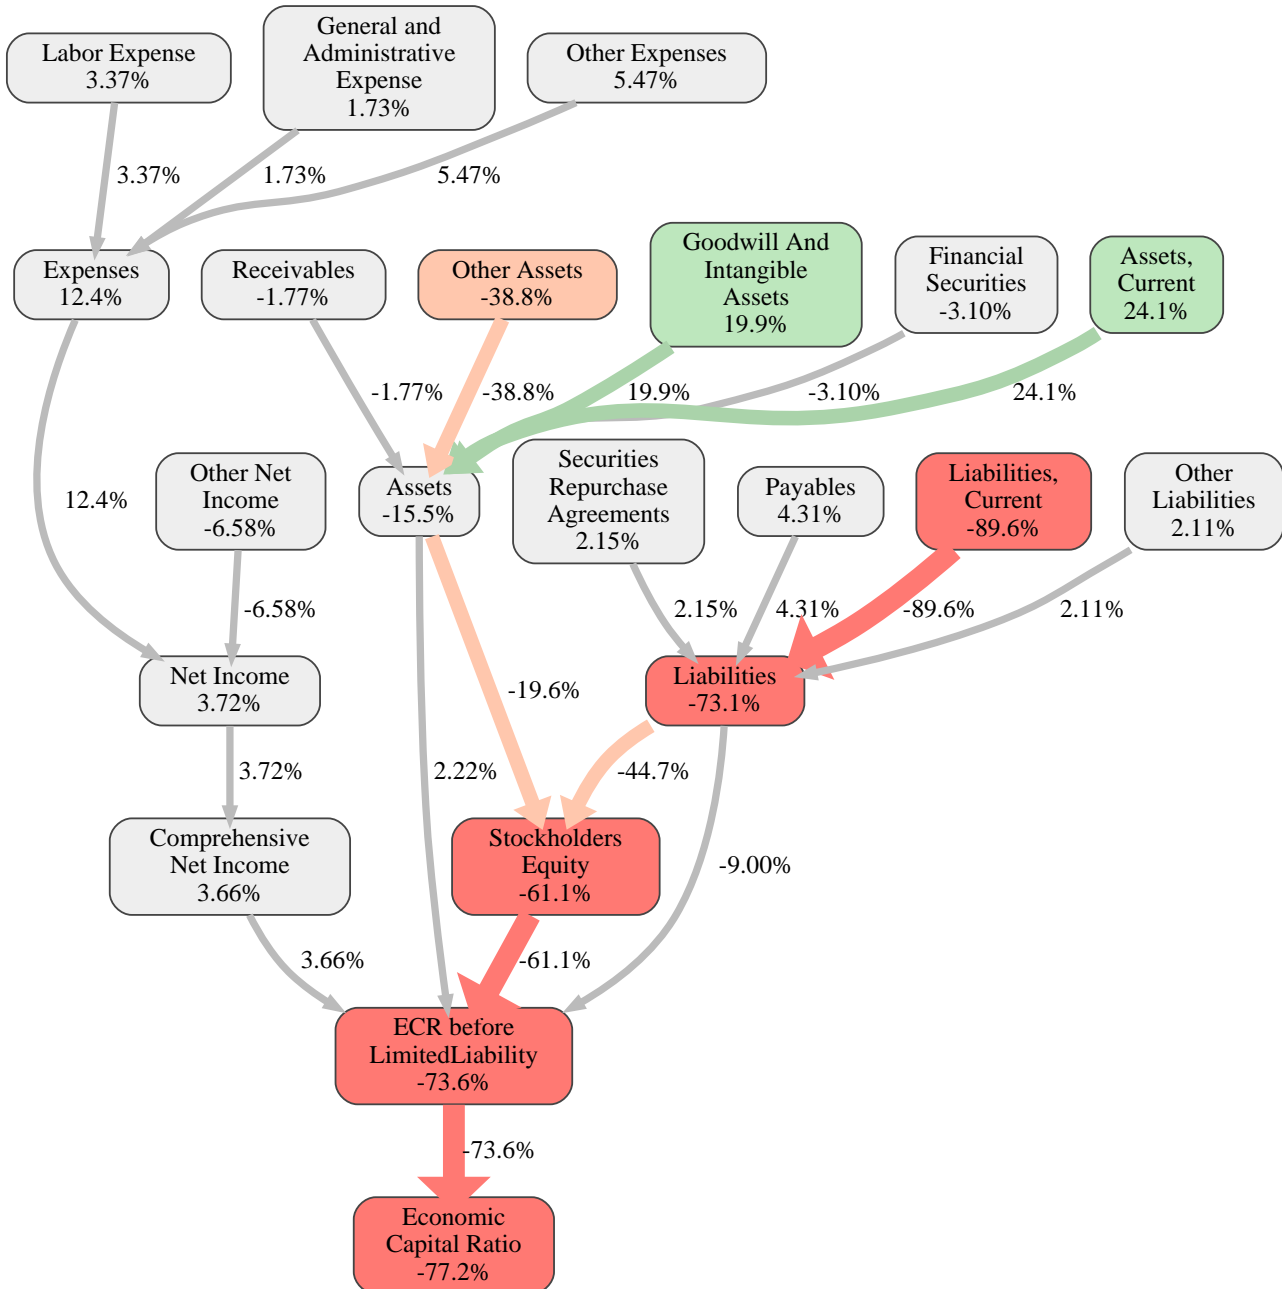 Labor Expense
3.37%
General and
Administrative
Expense
1.73%
Other Expenses
5.47%
3.37%
1.73%
5.47%
Expenses
12.4%
Receivables
-1.77%
Other Assets
-38.8%
Goodwill And
Intangible
Assets
19.9%
Financial
Securities
-3.10%
Assets,
Current
24.1%
-1.77%
-38.8%
19.9%
-3.10%
24.1%
12.4%
Other Net
Income
-6.58%
Assets
-15.5%
Securities
Repurchase
Agreements
2.15%
Payables
4.31%
Liabilities,
Current
-89.6%
Other
Liabilities
2.11%
-6.58%
2.15%
4.31%
-89.6%
2.11%
Net Income
3.72%
-19.6%
Liabilities
-73.1%
3.72%
2.22%
-44.7%
Comprehensive
Net Income
3.66%
Stockholders
Equity
-61.1%
-9.00%
3.66%
-61.1%
ECR before
LimitedLiability
-73.6%
-73.6%
Economic
Capital Ratio
-77.2%